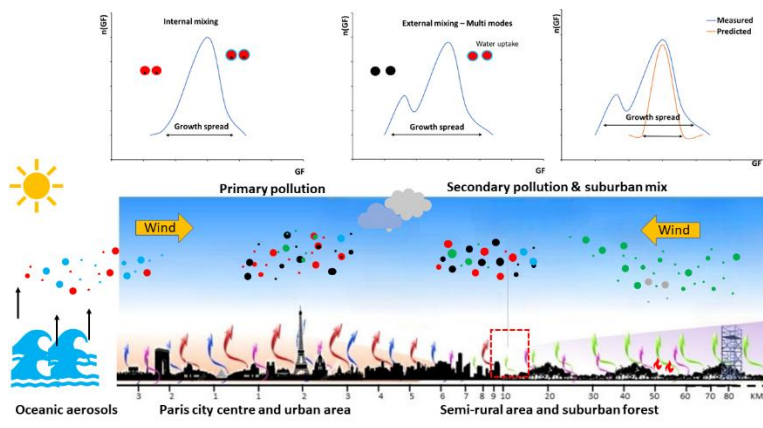 Internal mixing
n(GF)
Growth spread
GF
External mixing – Multi modes
Water uptake
n(GF)
Growth spread
GF
Measured
Predicted
n(GF)
Growth spread
GF
Primary pollution
Secondary pollution & suburban mix
Wind
Wind
3 2 1 1 2 3 4 5 6 7 8 9 10 20 30 40 50 60 70 80 KM
Oceanic aerosols
Paris city centre and urban area
Semi-rural area and suburban forest